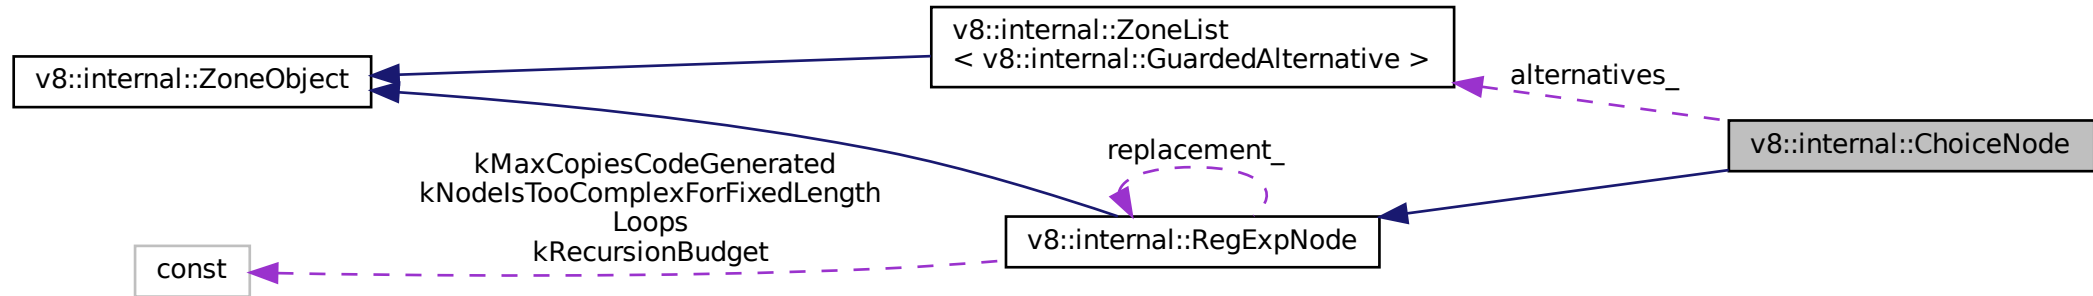 v8::internal::ZoneList
< v8::internal::GuardedAlternative >
v8::internal::ZoneObject
alternatives_
v8::internal::ChoiceNode
replacement_
kMaxCopiesCodeGenerated
kNodeIsTooComplexForFixedLength
Loops
kRecursionBudget
v8::internal::RegExpNode
const